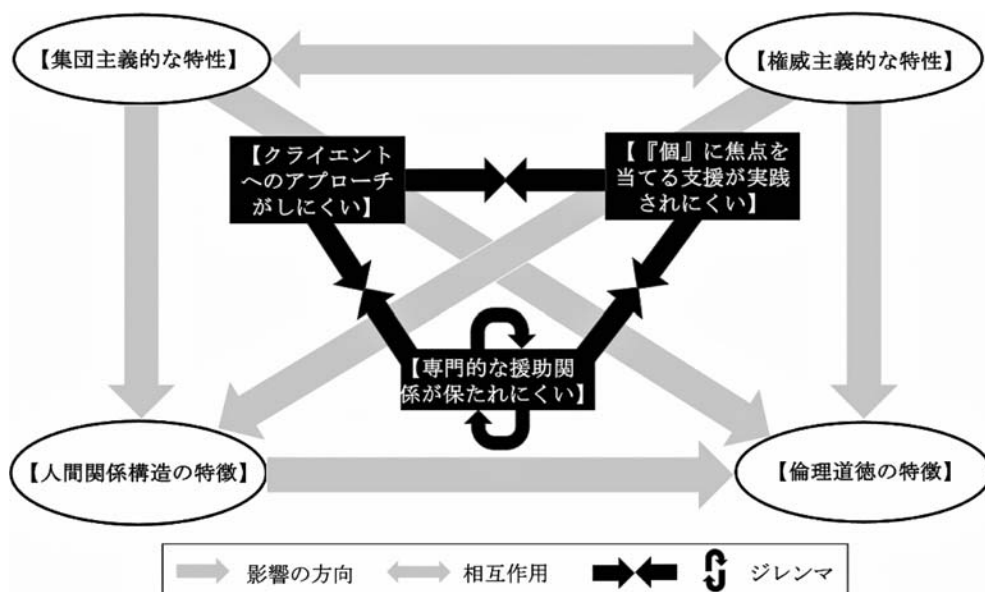 【集団主義的な特性】
【権威主義的な特性】
【クライエント
へのアプローチ
がしにくい】
【『個』に焦点を
当てる支援が実践
されにくい】
【専門的な援助関
係が保たれにくい】
【人間関係構造の特徴】
【倫理道徳の特徴】
影響の方向
相互作用
ジレンマ